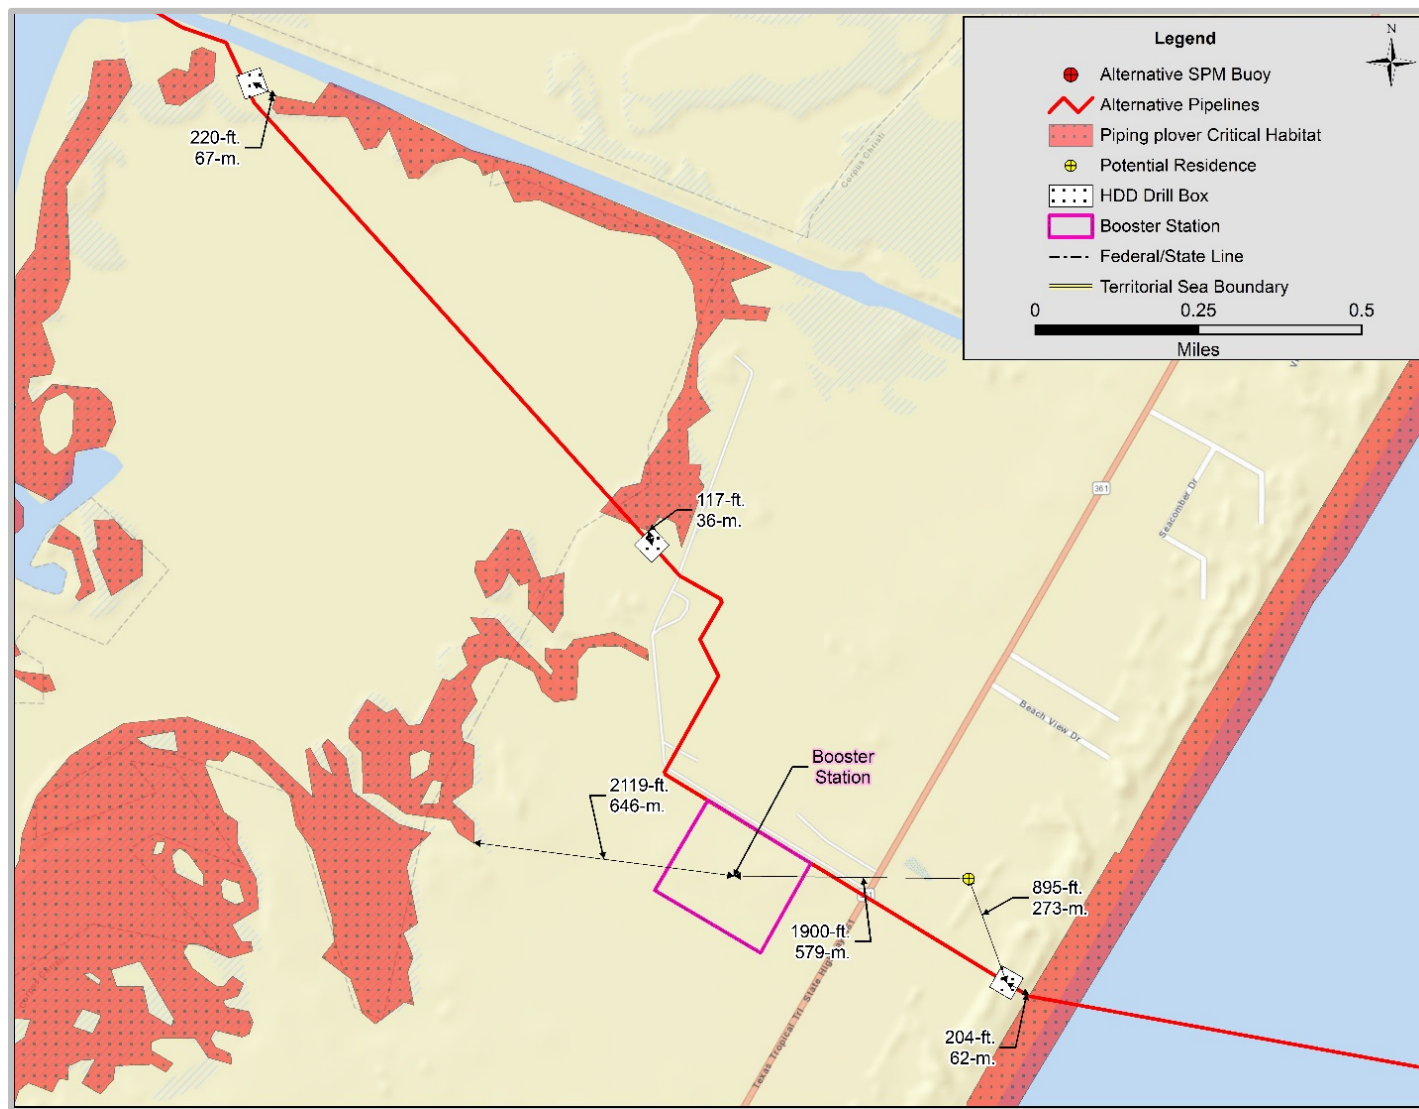 Legend
N
Alternative SPM Buoy
Alternative Pipelines
Piping plover Critical Habitat
Potential Residence
HDD Drill Box
Booster Station
Federal/State Line
Territorial Sea Boundary
0 0.25 0.5
Miles
220-ft.
67-m.
Corpus Christi
117-ft.
36-m.
361
Seacomber Dr
Beach View Dr
Booster
Station
2119-ft.
646-m.
895-ft.
273-m.
1900-ft.
579-m.
Texas Tropical Trl State High
204-ft.
62-m.